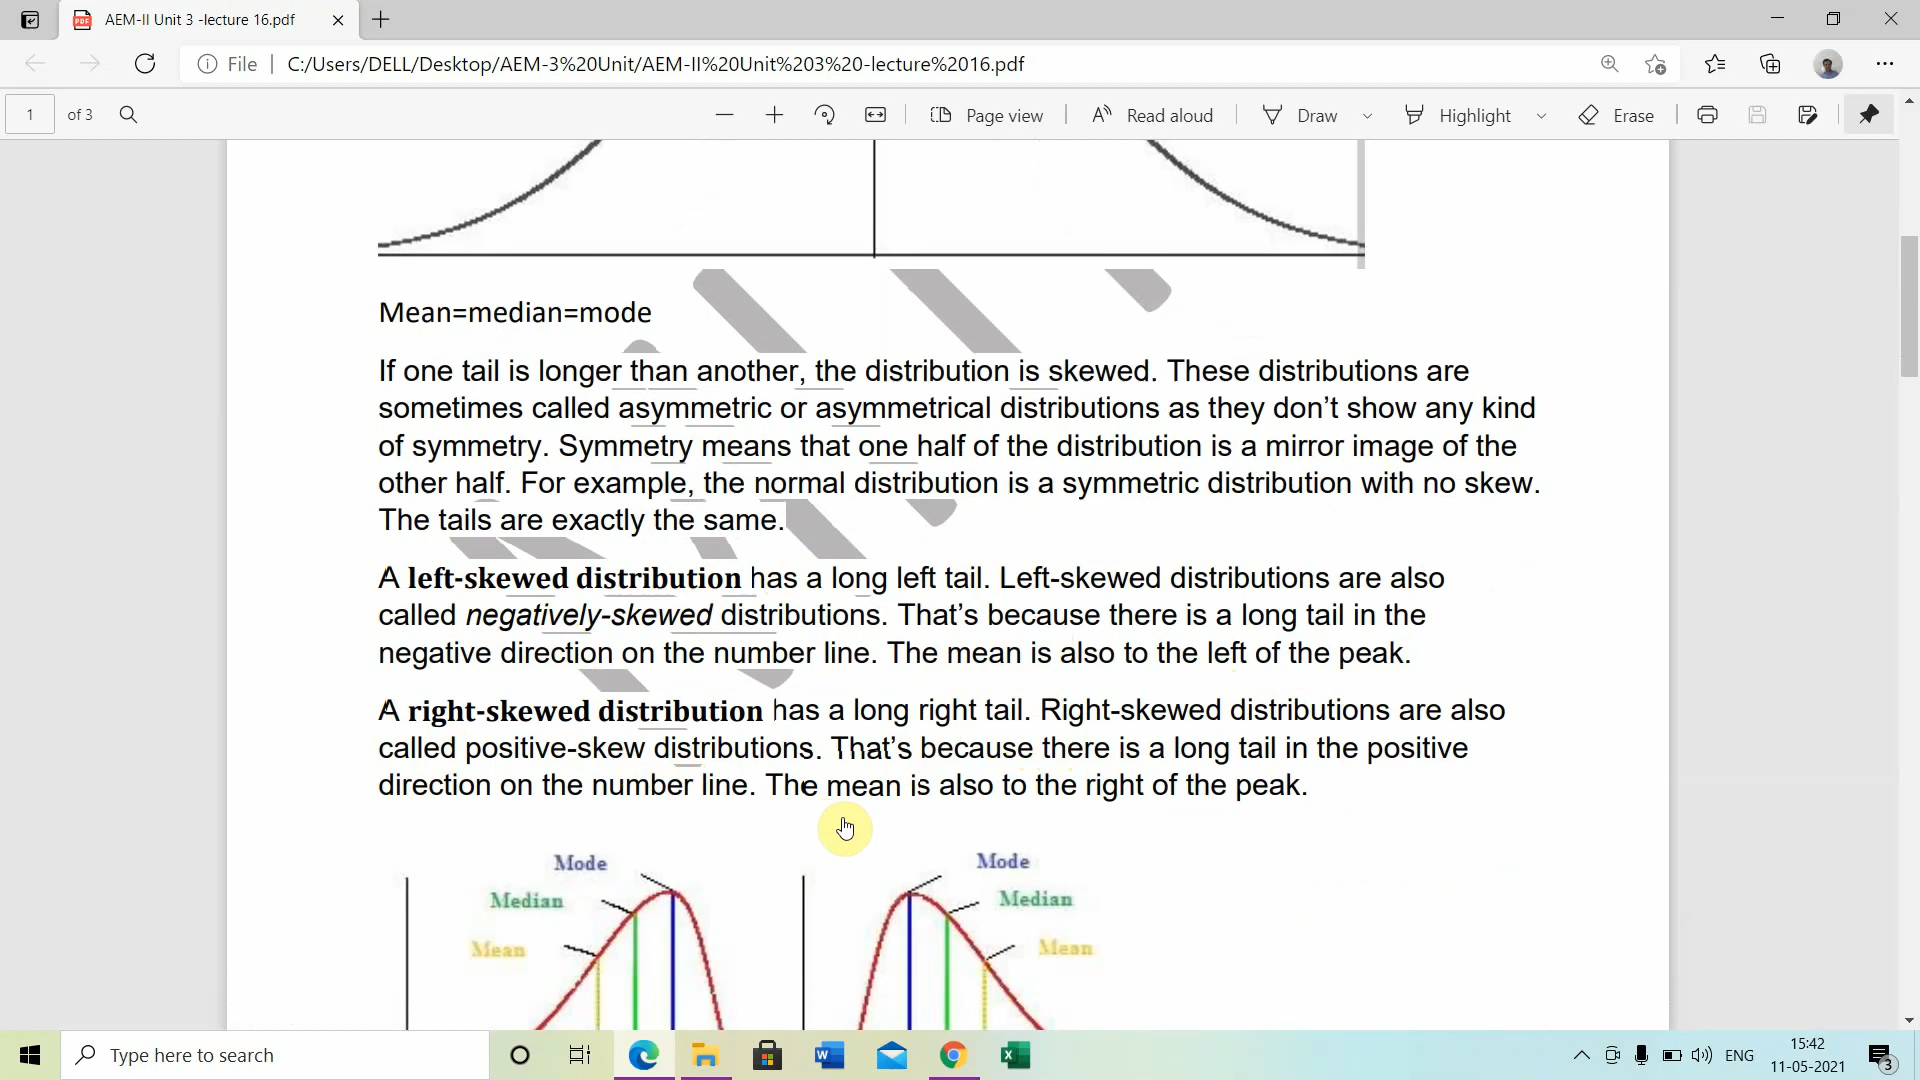 AEM-II Unit 3 -lecture 16.pdf
File
C:/Users/DELL/Desktop/AEM-3%20Unit/AEM-II%20Unit%203%20-lecture%2016.pdf
1 of 3
Page view
Read aloud
Draw
Highlight
Erase
Mean=median=mode
If one tail is longer than another, the distribution is skewed. These distributions are
sometimes called asymmetric or asymmetrical distributions as they don’t show any kind
of symmetry. Symmetry means that one half of the distribution is a mirror image of the
other half. For example, the normal distribution is a symmetric distribution with no skew.
The tails are exactly the same.
A left-skewed distribution has a long left tail. Left-skewed distributions are also
called negatively-skewed distributions. That’s because there is a long tail in the
negative direction on the number line. The mean is also to the left of the peak.
A right-skewed distribution has a long right tail. Right-skewed distributions are also
called positive-skew distributions. That’s because there is a long tail in the positive
direction on the number line. The mean is also to the right of the peak.
Mode
Median
Mean
Mode
Median
Mean
Type here to search
ENG
15:42
11-05-2021
3